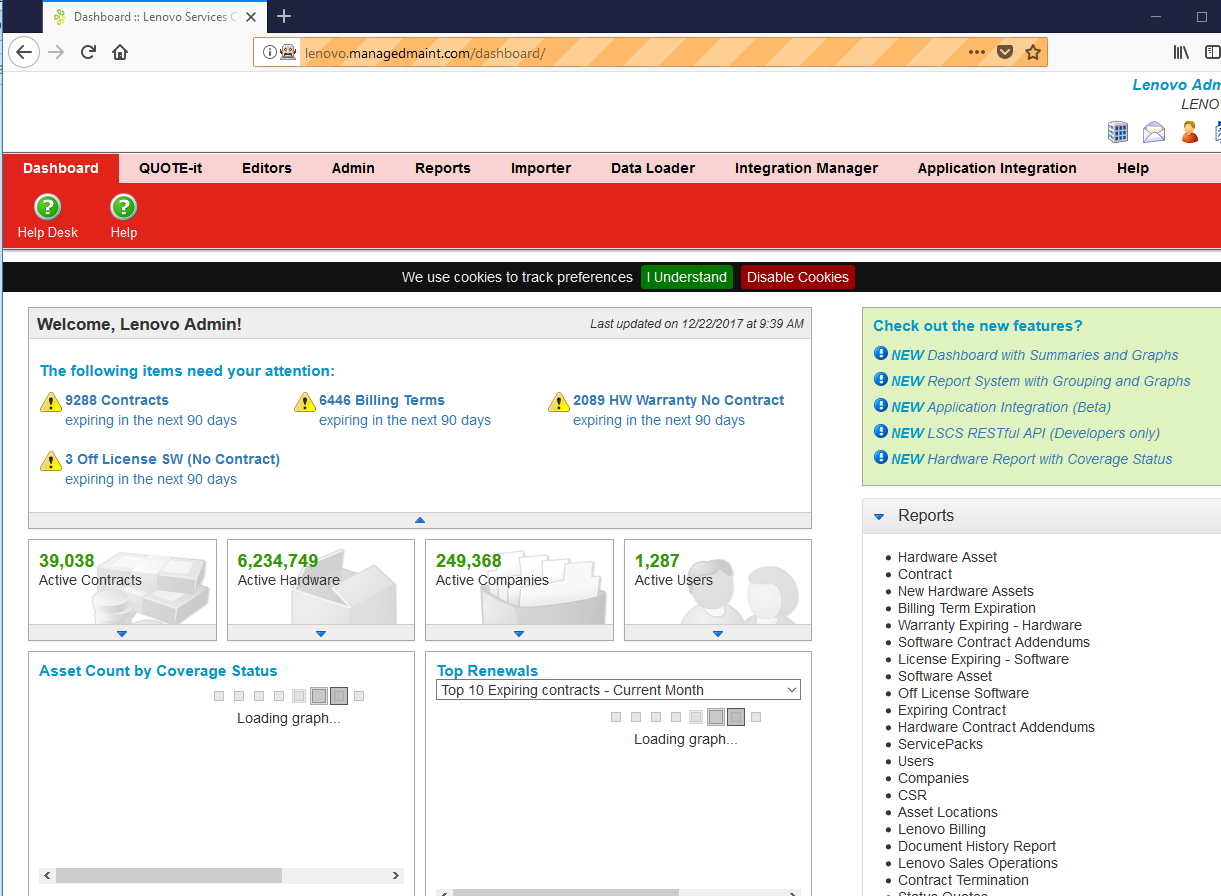 Dashboard :: Lenovo Services C
lenovo.managedmaint.com/dashboard/
Lenovo Adm
LENO
Dashboard QUOTE-it Editors Admin Reports Importer Data Loader Integration Manager Application Integration Help
Help Desk Help
We use cookies to track preferences I Understand Disable Cookies
Welcome, Lenovo Admin! Last updated on 12/22/2017 at 9:39 AM
The following items need your attention:
9288 Contracts
expiring in the next 90 days
6446 Billing Terms
expiring in the next 90 days
2089 HW Warranty No Contract
expiring in the next 90 days
3 Off License SW (No Contract)
expiring in the next 90 days
39,038
Active Contracts
6,234,749
Active Hardware
249,368
Active Companies
1,287
Active Users
Asset Count by Coverage Status
Loading graph...
Top Renewals
Top 10 Expiring contracts - Current Month
Loading graph...
Check out the new features?
NEW Dashboard with Summaries and Graphs
NEW Report System with Grouping and Graphs
NEW Application Integration (Beta)
NEW LSCS RESTful API (Developers only)
NEW Hardware Report with Coverage Status
Reports
Hardware Asset
Contract
New Hardware Assets
Billing Term Expiration
Warranty Expiring - Hardware
Software Contract Addendums
License Expiring - Software
Software Asset
Off License Software
Expiring Contract
Hardware Contract Addendums
ServicePacks
Users
Companies
CSR
Asset Locations
Lenovo Billing
Document History Report
Lenovo Sales Operations
Contract Termination
Status Quotes